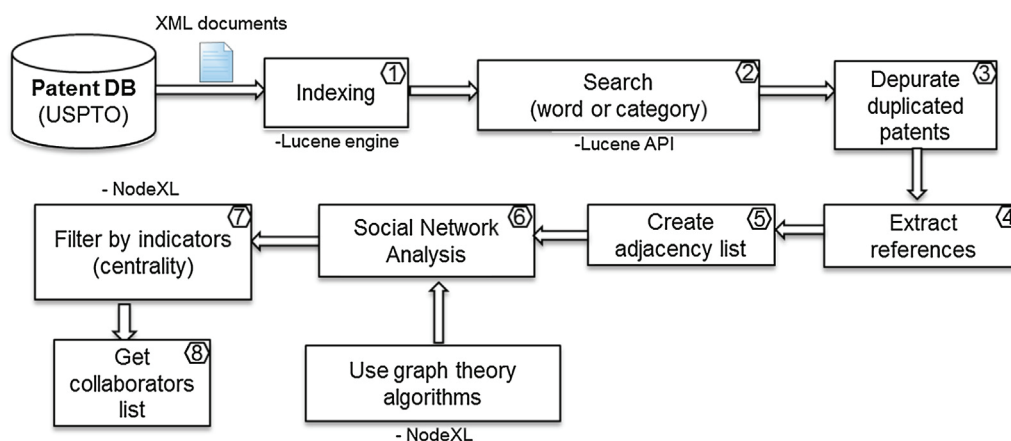 XML documents
Patent DB
(USPTO)
1
Indexing
-Lucene engine
2
Search
(word or category)
-Lucene API
3
Depurate
duplicated
patents
4
Extract
references
5
Create
adjacency list
6
Social Network
Analysis
- NodeXL
7
Filter by indicators
(centrality)
8
Get
collaborators
list
Use graph theory
algorithms
- NodeXL